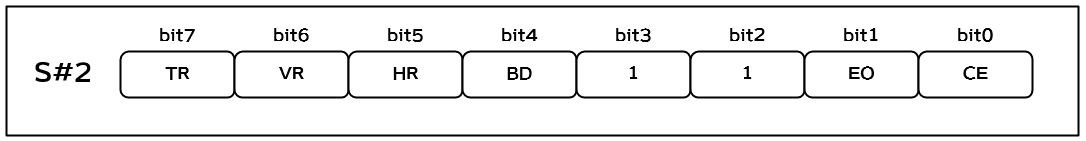 bit7 bit6 bit5 bit4 bit3 bit2 bit1 bit0
S#2 TR VR HR BD 1 1 EO CE